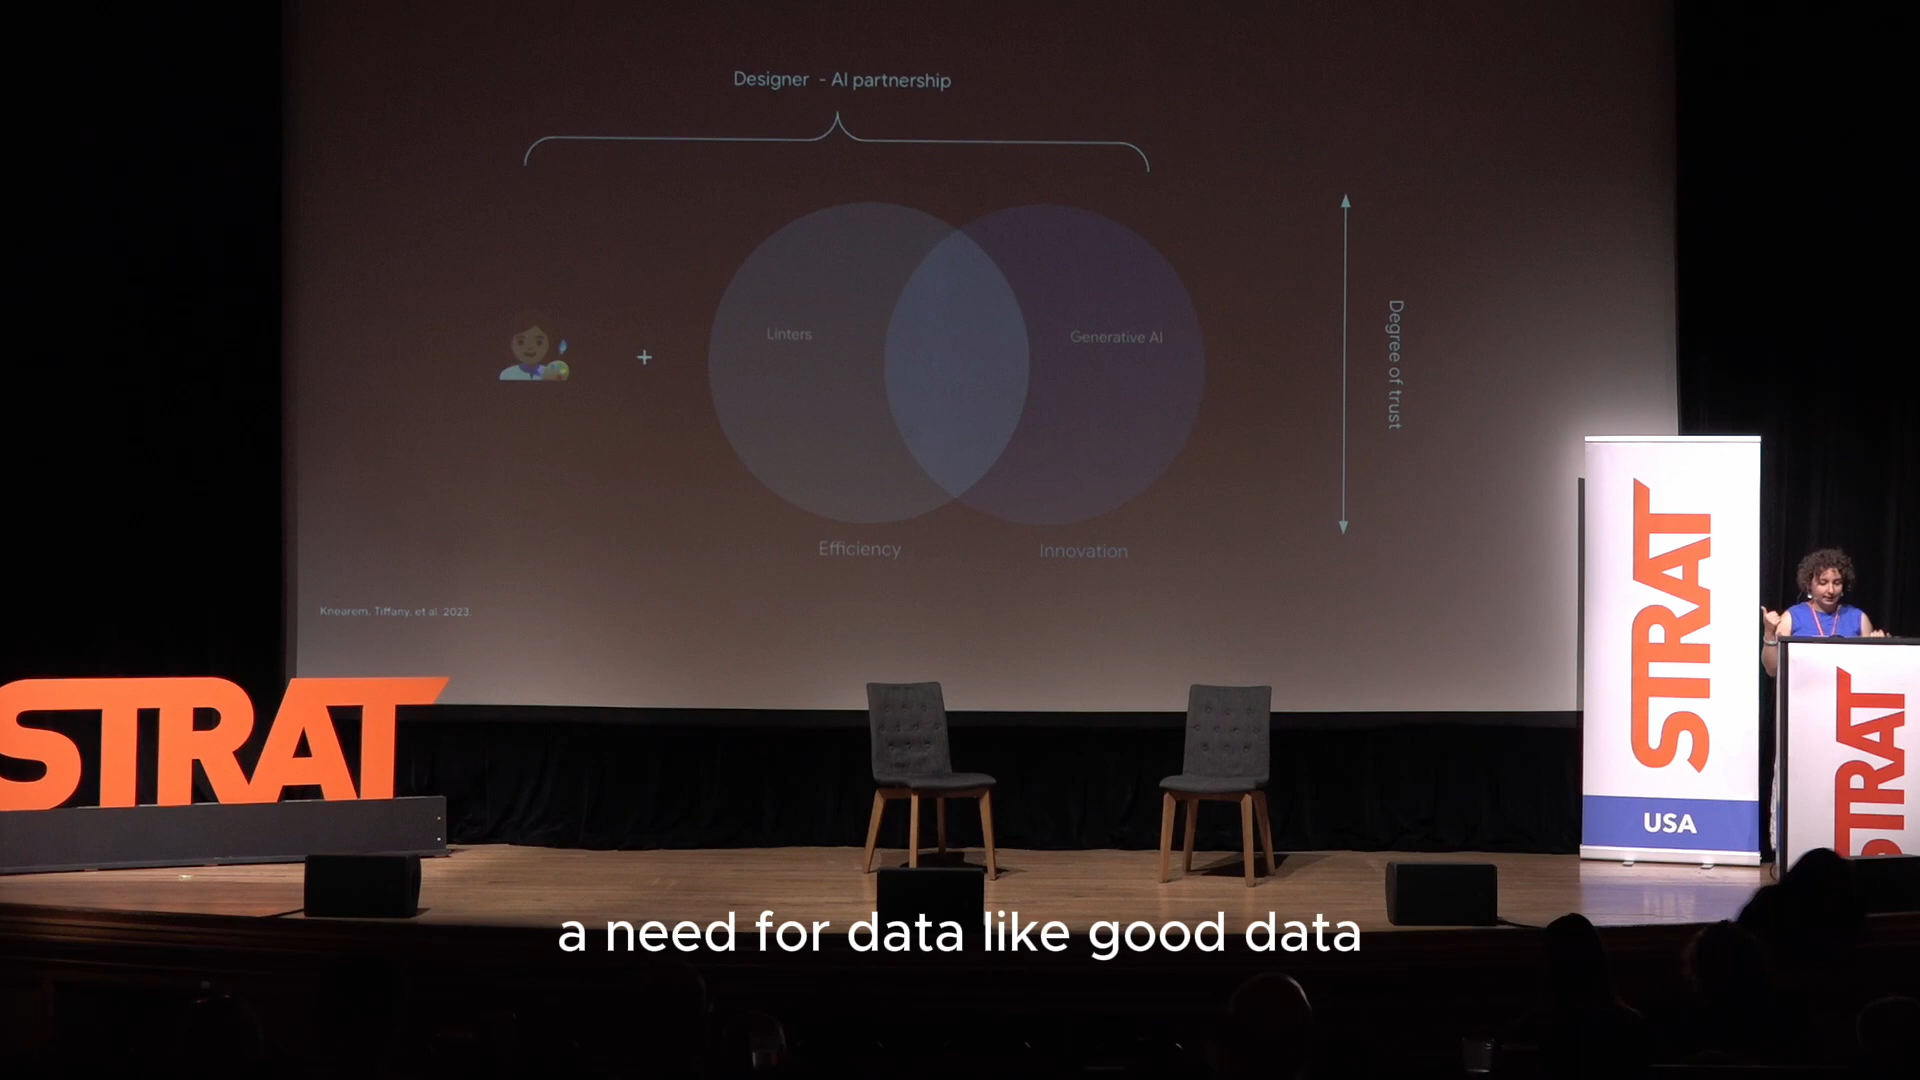 Designer - AI partnership
+
Linters
Generative AI
Degree of trust
Efficiency
Innovation
Knearem, Tiffany, et al. 2023.
STRAT
STRAT
USA
STRAT
a need for data like good data